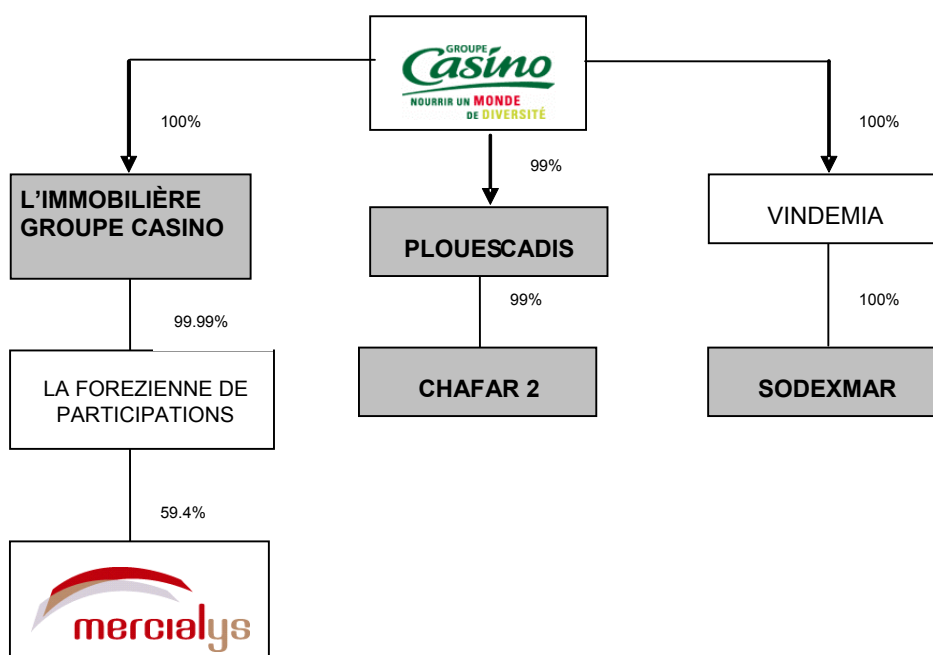 GROUPE
Casino
NOURRIR UN MONDE
DE DIVERSITÉ
100%
99%
100%
L'IMMOBILIÈRE
GROUPE CASINO
PLOUESCADIS
VINDEMIA
99.99%
99%
100%
LA FOREZIENNE DE
PARTICIPATIONS
CHAFAR 2
SODEXMAR
59.4%
mercialys